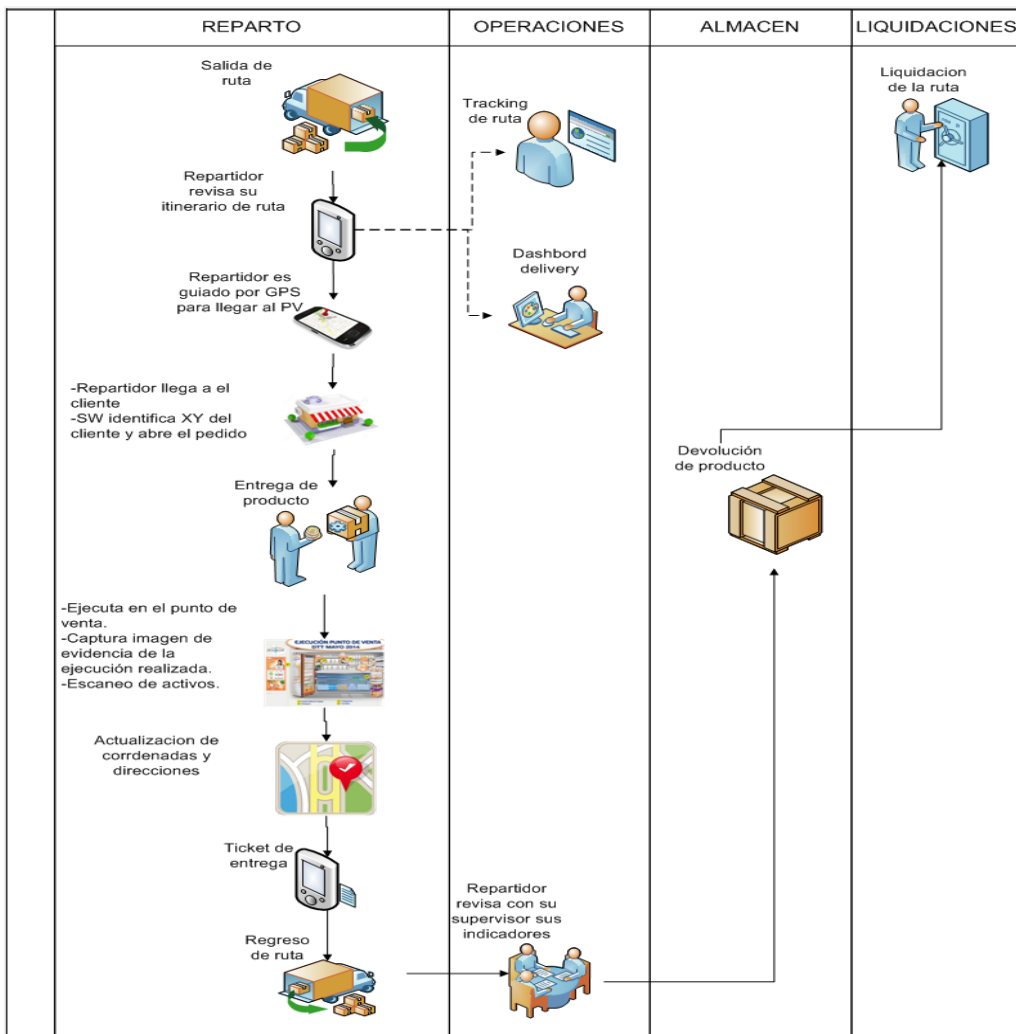 REPARTO
OPERACIONES
ALMACEN
LIQUIDACIONES
Salida de
ruta
Tracking
de ruta
Liquidacion
de la ruta
Repartidor
revisa su
itinerario de ruta
Dashbord
delivery
Repartidor es
guiado por GPS
para llegar al PV
-Repartidor llega a el
cliente
-SW identifica XY del
cliente y abre el pedido
Devolución
de producto
Entrega de
producto
-Ejecuta en el punto de
venta.
-Captura imagen de
evidencia de la
ejecución realizada.
-Escaneo de activos.
EJECUCIÓN PUNTO DE VENTA
DTT MAYO 2014
Actualizacion de
corrdenadas y
direcciones
Ticket de
entrega
Repartidor
revisa con su
supervisor sus
indicadores
Regreso
de ruta